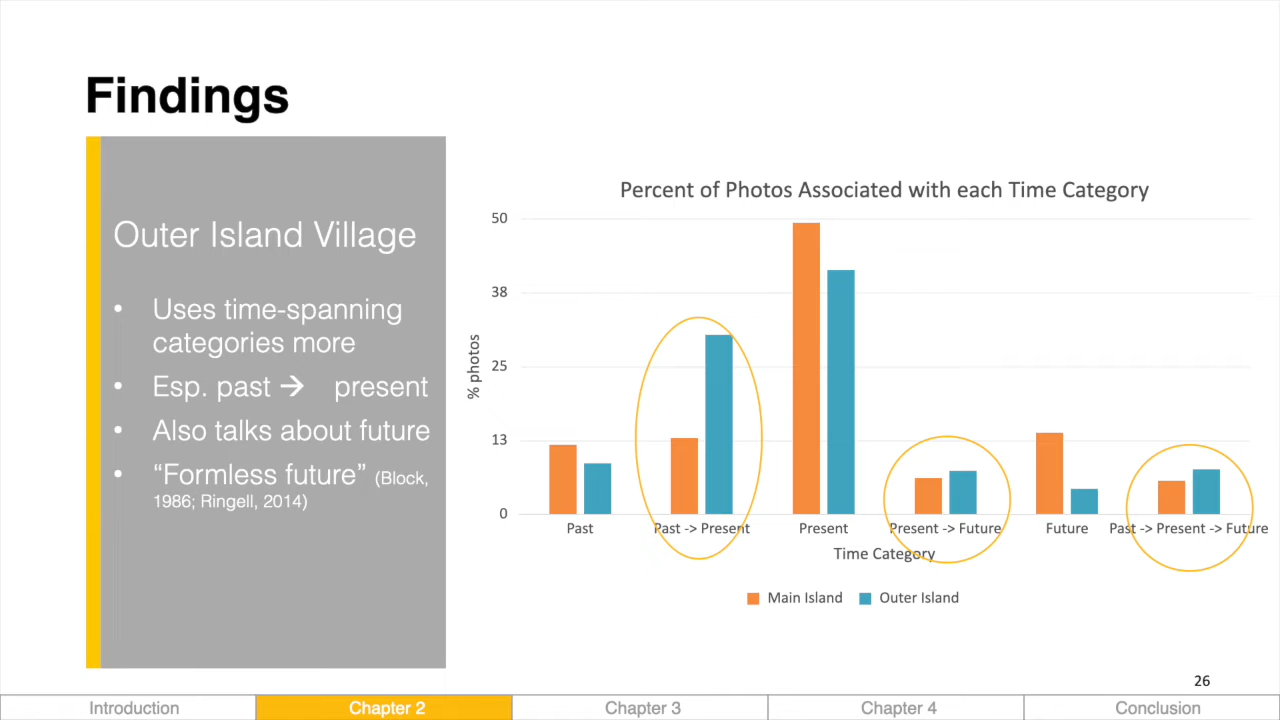 Findings
Outer Island Village
• Uses time-spanning
categories more
• Esp. past → present
• Also talks about future
• “Formless future” (Block,
1986; Ringell, 2014)
Percent of Photos Associated with each Time Category
50
38
25
13
0
% photos
Past
Past -> Present
Present
Present -> Future
Future
Past -> Present -> Future
Time Category
Main Island
Outer Island
26
Introduction
Chapter 2
Chapter 3
Chapter 4
Conclusion